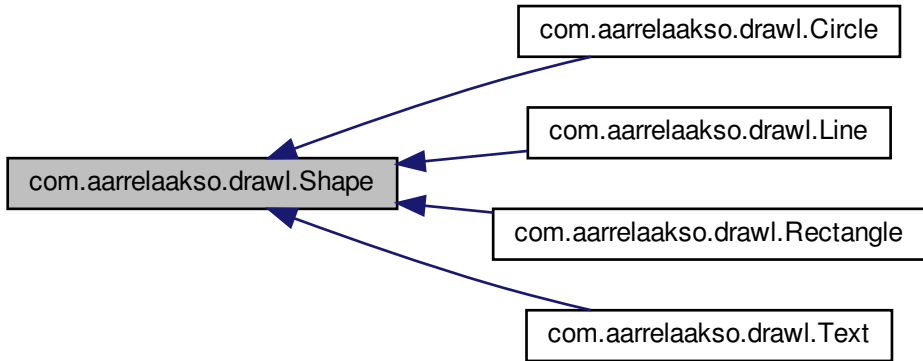 com.aarrelaakso.drawl.Circle
com.aarrelaakso.drawl.Line
com.aarrelaakso.drawl.Shape
com.aarrelaakso.drawl.Rectangle
com.aarrelaakso.drawl.Text